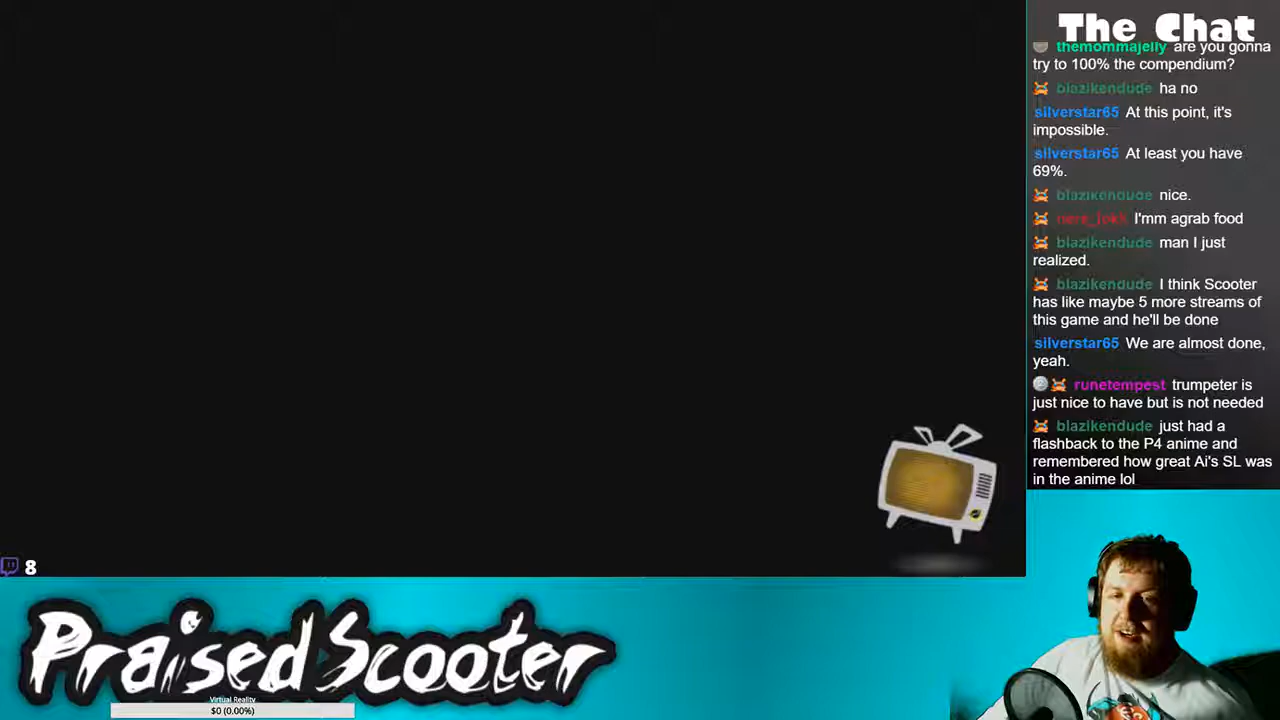 The Chat
themommajelly are you gonna
try to 100% the compendium?
blazikendude ha no
silverstar65 At this point, it's
impossible.
silverstar65 At least you have
69%.
blazikendude nice.
I'mm agrab food
blazikendude man I just
realized.
blazikendude I think Scooter
has like maybe 5 more streams of
this game and he'll be done
silverstar65 We are almost done,
yeah.
runetempest trumpeter is
just nice to have but is not needed
blazikendude just had a
flashback to the P4 anime and
remembered how great Ai's SL was
in the anime lol
8
Praised Scooter
Virtual Reality
$0 (0.00%)